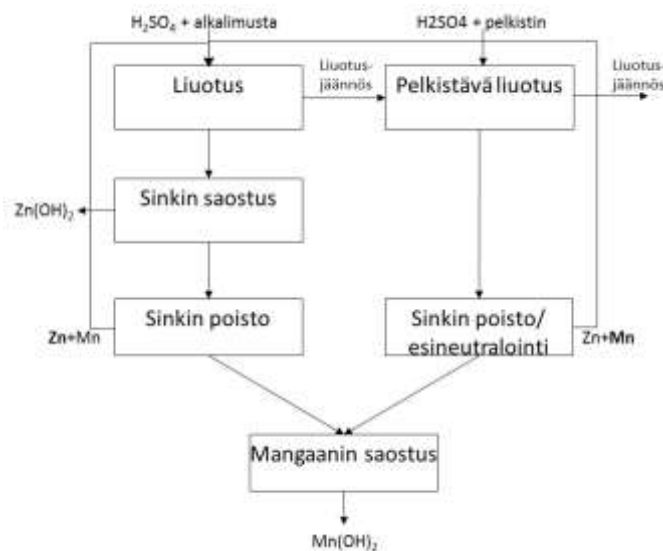 H₂SO₄ + alkalimusta
H2SO4 + pelkistin
Liuotus
Liuotus-
jäännös
Pelkistävä liuotus
Liuotus-
jäännös
Sinkin saostus
Zn(OH)₂
Sinkin poisto
Zn+Mn
Sinkin poisto/
esineutralointi
Zn+Mn
Mangaanin saostus
Mn(OH)₂